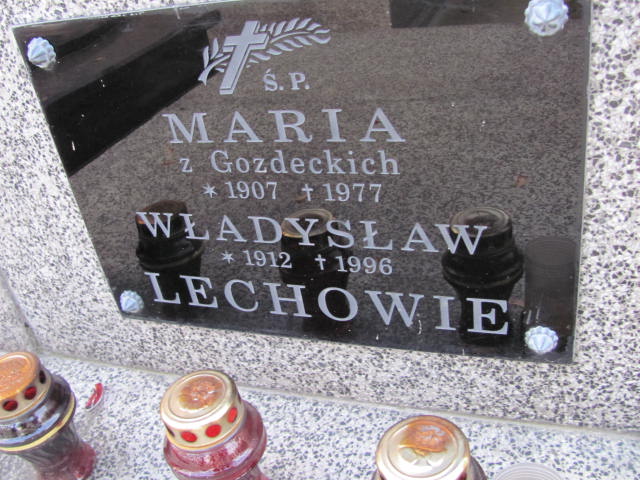 Ś. P.
MARIA
z Gozdeckich
* 1907 † 1977
WŁADYSŁAW
* 1912 † 1996
LECHOWIE